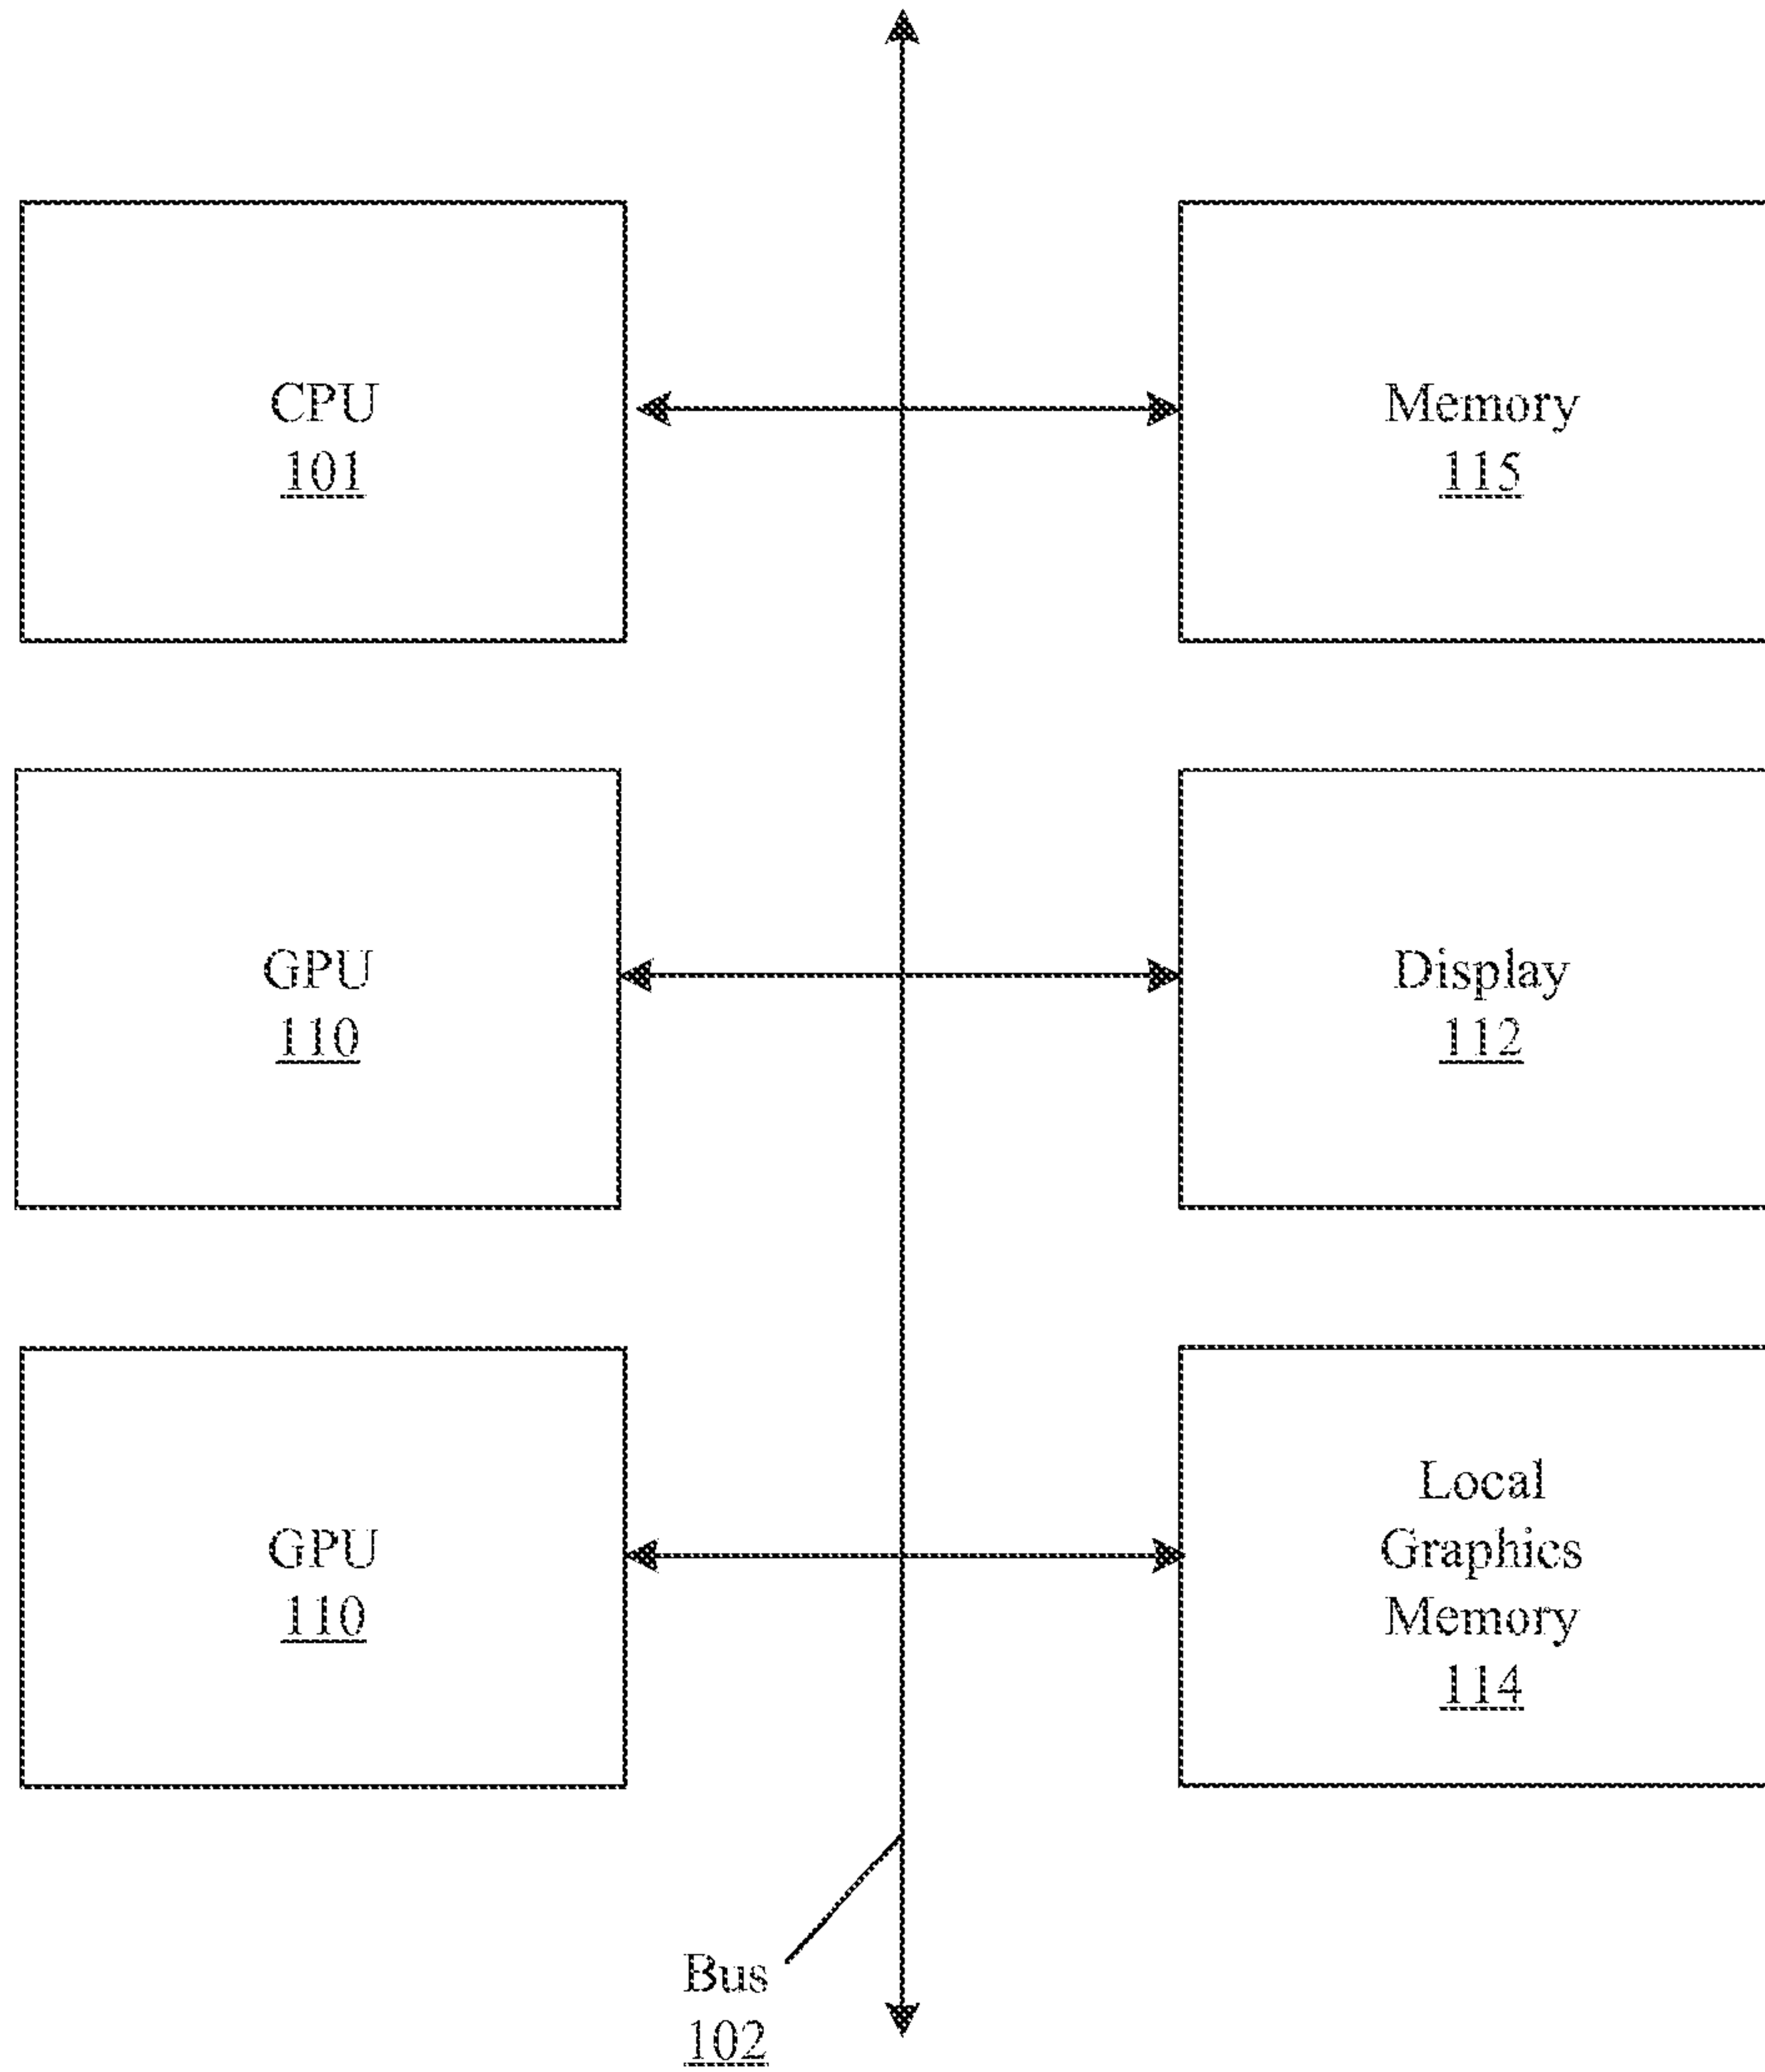 CPU
101
Memory
115
GPU
110
Display
112
GPU
110
Local
Graphics
Memory
114
Bus
102